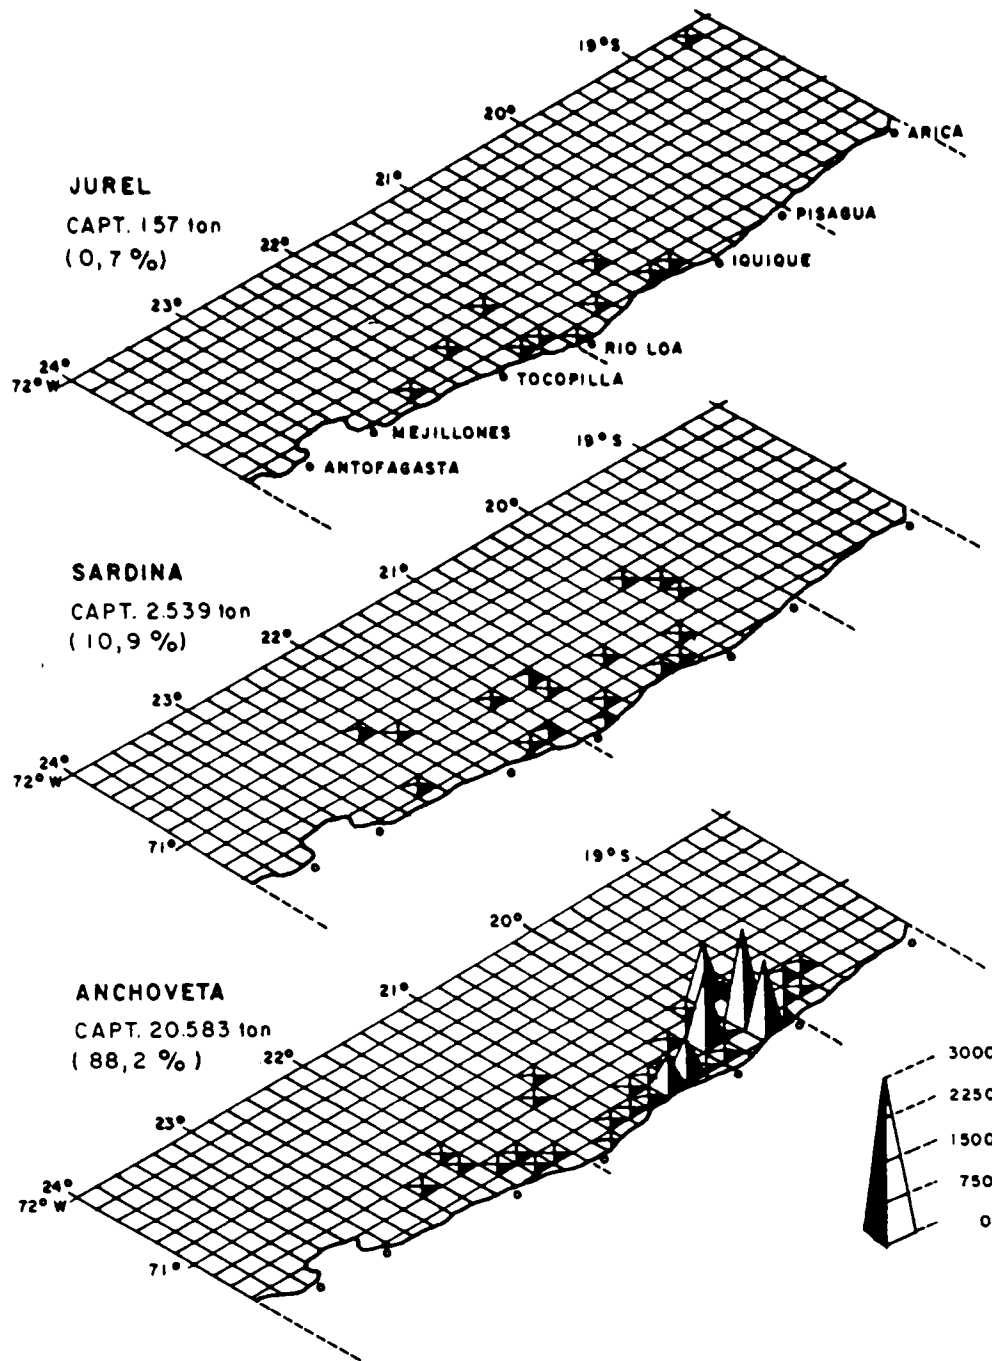 19° S
20°
ARICA
21°
JUREL
CAPT. 157 ton
PISAGUA
22°
(0,7 %)
IQUIQUE
23°
RIO LOA
24°
72° W
TOCOPILLA
MEJILLONES
ANTOFAGASTA
19° S
20°
SARDINA
21°
CAPT. 2.539 ton
22°
(10,9 %)
23°
24°
72° W
71°
19° S
20°
ANCHOVETA
21°
CAPT. 20.583 ton
22°
(88,2 %)
3000
2250
23°
1500
24°
750
72° W
0
71°